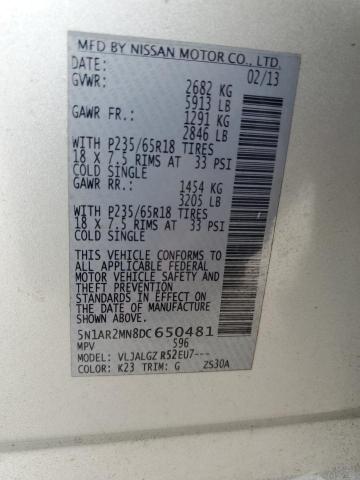 MFD BY NISSAN MOTOR CO., LTD.
DATE: 02/13
GVWR: 2682 KG
5913 LB
GAWR FR.: 1291 KG
2846 LB
WITH P235/65R18 TIRES
18 X 7.5 RIMS AT 33 PSI
COLD SINGLE
GAWR RR.: 1454 KG
3205 LB
WITH P235/65R18 TIRES
18 X 7.5 RIMS AT 33 PSI
COLD SINGLE
THIS VEHICLE CONFORMS TO
ALL APPLICABLE FEDERAL
MOTOR VEHICLE SAFETY AND
THEFT PREVENTION
STANDARDS IN EFFECT ON
THE DATE OF MANUFACTURE
SHOWN ABOVE.
5N1AR2MN8DC650481
MPV 596
MODEL: VLJALGZ R52EU7---
COLOR: K23 TRIM: G ZS30A